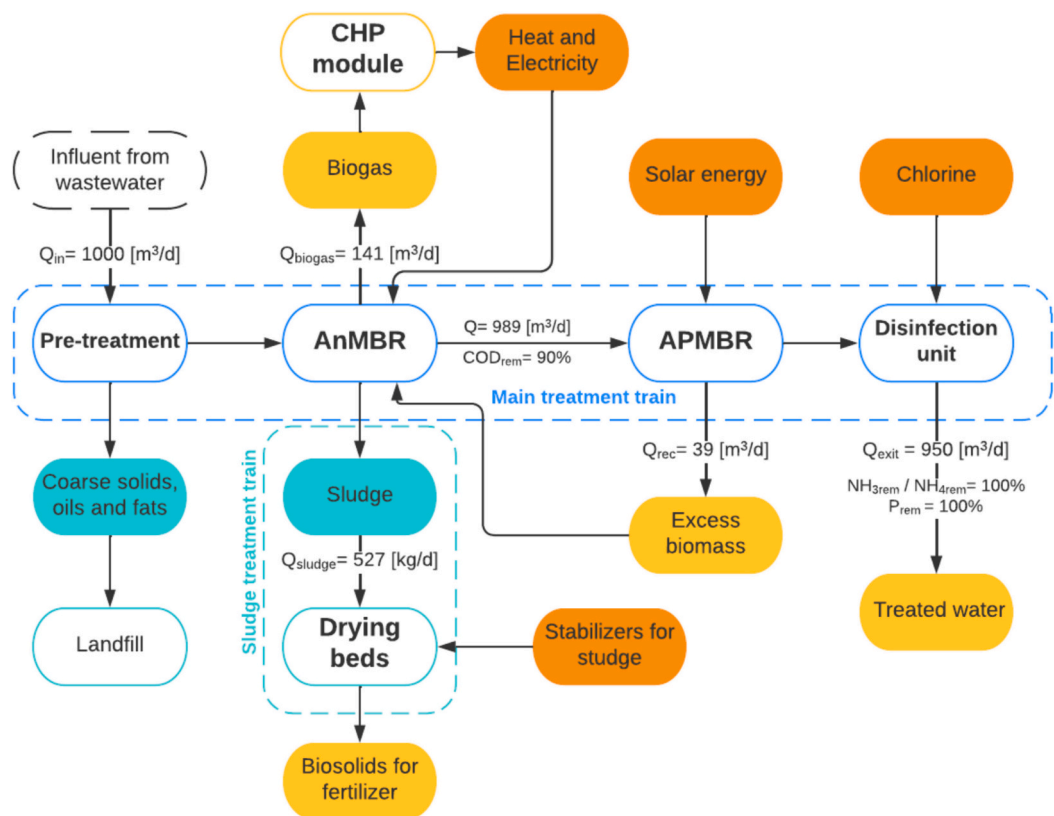 CHP
module
Heat and
Electricity
Influent from
wastewater
Biogas
Solar energy
Chlorine
Qin= 1000 [m³/d]
Qbiogas= 141 [m³/d]
Pre-treatment
AnMBR
Q= 989 [m³/d]
CODrem= 90%
APMBR
Disinfection
unit
Main treatment train
Coarse solids,
oils and fats
Sludge treatment train
Sludge
Qrec= 39 [m³/d]
Qexit = 950 [m³/d]
NH3rem / NH4rem= 100%
Prem = 100%
Excess
biomass
Qsludge= 527 [kg/d]
Treated water
Landfill
Drying
beds
Stabilizers for
studge
Biosolids for
fertilizer